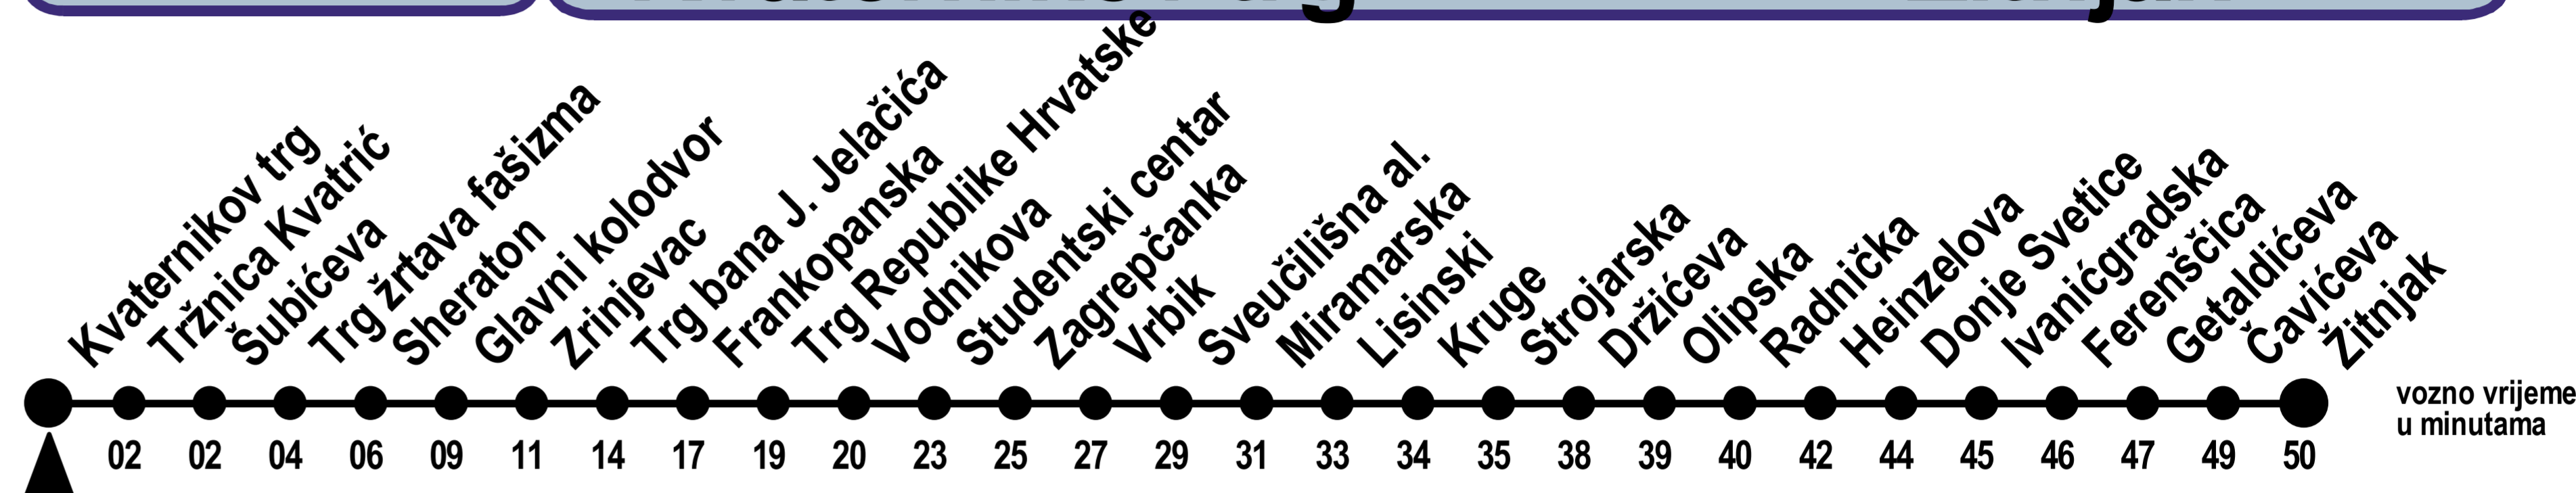 Kvaternikov trg
Tržnica Kvatrić
Šubićeva
Trg žrtava fašizma
Sheraton
Glavni kolodvor
Zrinjevac
Trg bana J. Jelačića
Frankopanska
Trg Republike Hrvatske
Vodnikova
Studentski centar
Zagrepčanka
Vrbik
Sveučilišna al.
Miramarska
Lisinski
Kruge
Strojarska
Držićeva
Olipska
Radnička
Heinzelova
Donje Svetice
Ivanićgradska
Ferenščica
Getaldićeva
Čavićeva
Žitnjak
02 02 04 06 09 11 14 17 19 20 23 25 27 29 31 33 34 35 38 39 40 42 44 45 46 47 49 50
vozno vrijeme
u minutama